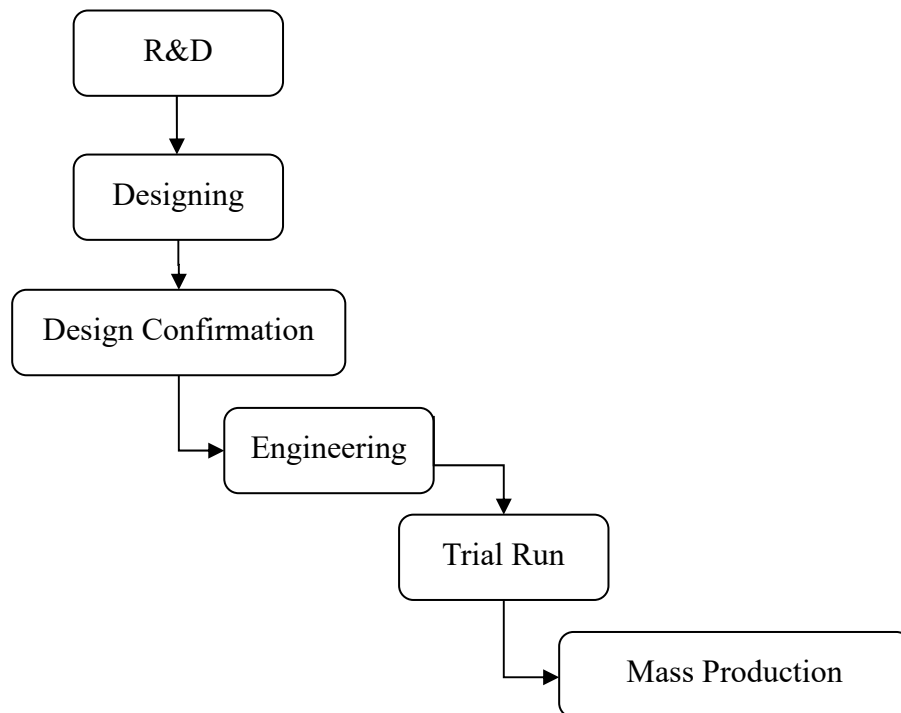 R&D
Designing
Design Confirmation
Engineering
Trial Run
Mass Production